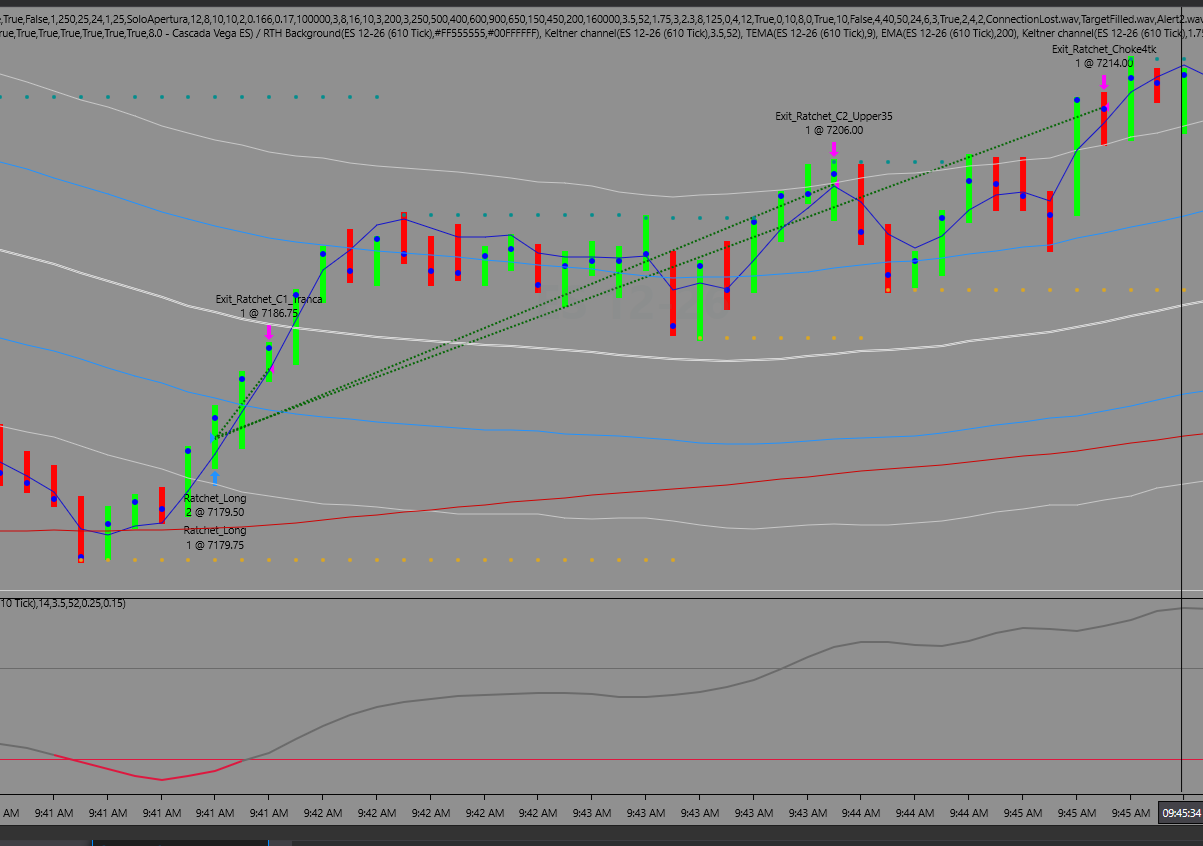 ,True,False,1,250,25,24,1,25,SoloApertura,12,8,10,10,2,0.166,0.17,100000,3,8,16,10,3,200,3,250,500,400,600,900,650,150,450,200,160000,3.5,52,1.75,3,2.3,8,125,0.4,12,True,0,10,8,0,True,10,False,4,40,50,24,6,3,True,2,4,2,ConnectionLost.wav,TargetFilled.wav,Alert2.wav
rue,True,True,True,True,True,True,8.0 - Cascada Vega ES) / RTH Background(ES 12-26 (610 Tick),#FF555555,#00FFFFFF), Keltner channel(ES 12-26 (610 Tick),3.5,52), TEMA(ES 12-26 (610 Tick),9), EMA(ES 12-26 (610 Tick),200), Keltner channel(ES 12-26 (610 Tick),1.75
Exit_Ratchet_Choke4tk
1 @ 7214.00
Exit_Ratchet_C2_Upper35
1 @ 7206.00
Exit_Ratchet_C1_Tranca
1 @ 7186.75
ES 12-26
Ratchet_Long
2 @ 7179.50
Ratchet_Long
1 @ 7179.75
10 Tick),14,3.5,52,0.25,0.15)
AM 9:41 AM 9:41 AM 9:41 AM 9:41 AM 9:41 AM 9:42 AM 9:42 AM 9:42 AM 9:42 AM 9:42 AM 9:43 AM 9:43 AM 9:43 AM 9:43 AM 9:43 AM 9:44 AM 9:44 AM 9:44 AM 9:45 AM 9:45 AM 9:45 AM 09:45:34